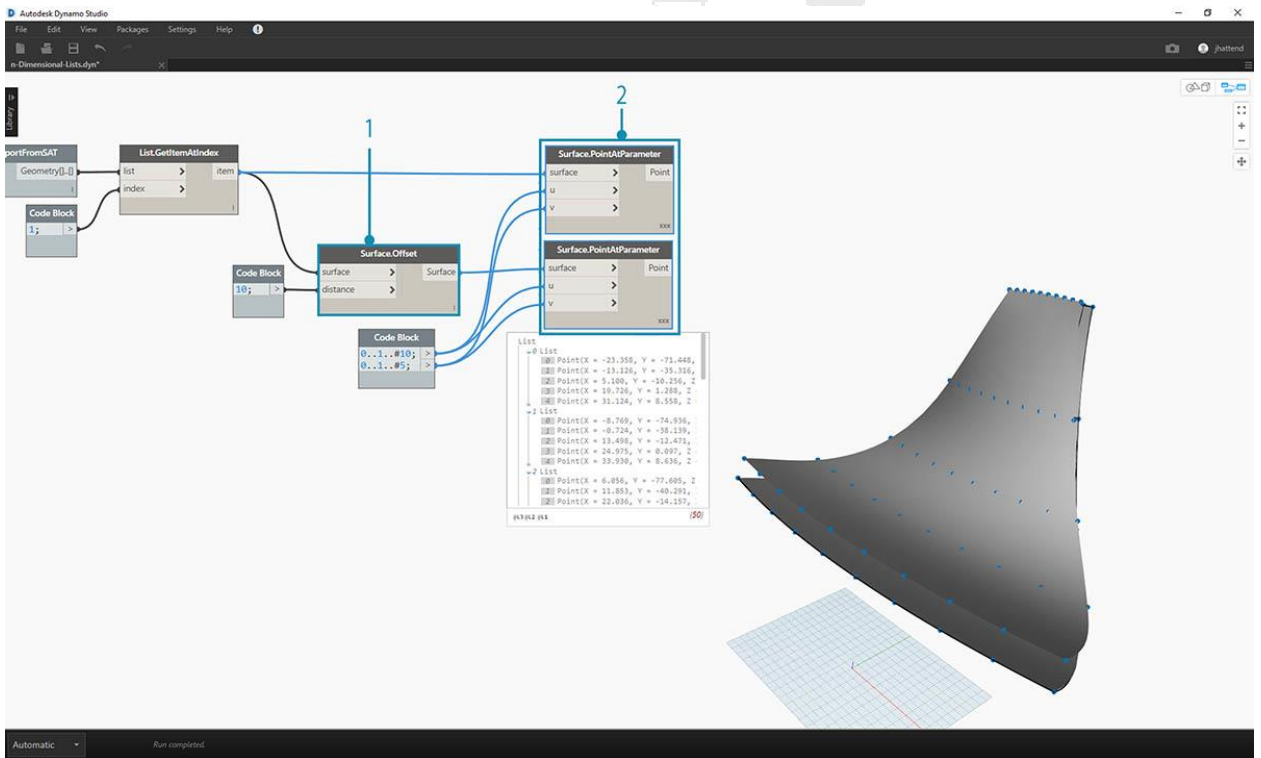 Autodesk Dynamo Studio
File Edit View Packages Settings Help
jhattend
n-Dimensional-Lists.dyn*
Library
1
2
portFromSAT
Geometry[]..[]
List.GetItemAtIndex
list > item
index >
Code Block
1; >
Surface.PointAtParameter
surface > Point
u >
v >
xxx
Surface.Offset
surface > Surface
distance >
Code Block
10; >
Surface.PointAtParameter
surface > Point
u >
v >
xxx
Code Block
0..1..#10; >
0..1..#5; >
List
0 List
0 Point(X = -23.358, Y = -71.448,
1 Point(X = -13.126, Y = -35.316,
2 Point(X = 5.100, Y = -10.256, Z
3 Point(X = 19.726, Y = 1.288, Z
4 Point(X = 31.124, Y = 8.558, Z
1 List
0 Point(X = -8.769, Y = -74.936,
1 Point(X = -0.724, Y = -38.139,
2 Point(X = 13.498, Y = -12.471,
3 Point(X = 24.975, Y = 0.097, Z
4 Point(X = 33.930, Y = 8.636, Z
2 List
0 Point(X = 6.056, Y = -77.605, Z
1 Point(X = 11.853, Y = -40.291,
2 Point(X = 22.036, Y = -14.157,
@L3 @L2 @L1 {50}
Automatic
Run completed.